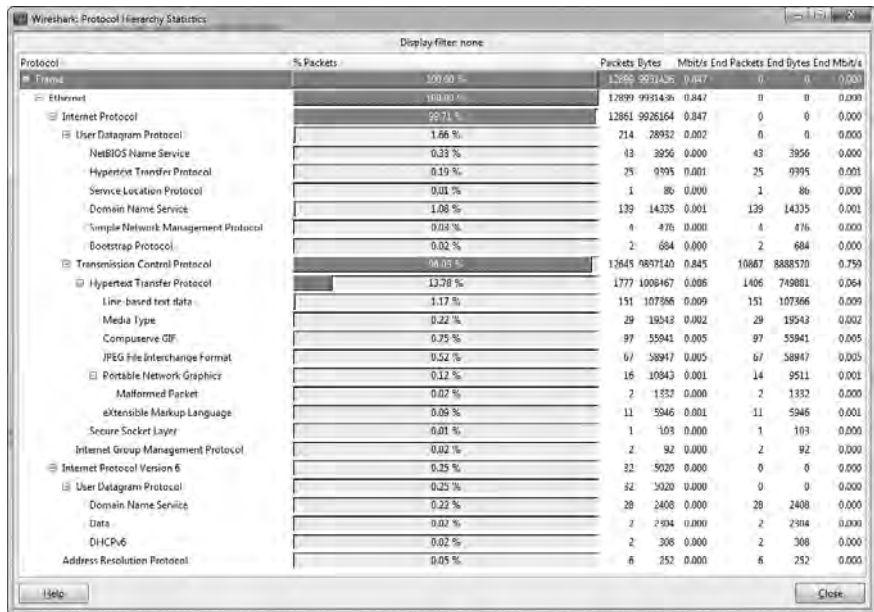 Wireshark: Protocol Hierarchy Statistics
Display filter: none
Protocol % Packets Packets Bytes Mbit/s End Packets End Bytes End Mbit/s
Frame 100.00 % 12899 9931436 0.847 0 0 0.000
Ethernet 100.00 % 12899 9931436 0.847 0 0 0.000
Internet Protocol 99.71 % 12861 9926164 0.847 0 0 0.000
User Datagram Protocol 1.66 % 214 28932 0.002 0 0 0.000
NetBIOS Name Service 0.33 % 43 3956 0.000 43 3956 0.000
Hypertext Transfer Protocol 0.19 % 25 9395 0.001 25 9395 0.001
Service Location Protocol 0.01 % 1 86 0.000 1 86 0.000
Domain Name Service 1.08 % 139 14335 0.001 139 14335 0.001
Simple Network Management Protocol 0.03 % 4 476 0.000 4 476 0.000
Bootstrap Protocol 0.02 % 2 684 0.000 2 684 0.000
Transmission Control Protocol 98.03 % 12645 9897140 0.845 10867 8888570 0.759
Hypertext Transfer Protocol 13.78 % 1777 1008467 0.086 1406 749881 0.064
Line-based text data 1.17 % 151 107366 0.009 151 107366 0.009
Media Type 0.22 % 29 19543 0.002 29 19543 0.002
Compuserve GIF 0.75 % 97 55941 0.005 97 55941 0.005
JPEG File Interchange Format 0.52 % 67 58947 0.005 67 58947 0.005
Portable Network Graphics 0.12 % 16 10843 0.001 14 9511 0.001
Malformed Packet 0.02 % 2 1332 0.000 2 1332 0.000
eXtensible Markup Language 0.09 % 11 5946 0.001 11 5946 0.001
Secure Socket Layer 0.01 % 1 103 0.000 1 103 0.000
Internet Group Management Protocol 0.02 % 2 92 0.000 2 92 0.000
Internet Protocol Version 6 0.25 % 32 5020 0.000 0 0 0.000
User Datagram Protocol 0.25 % 32 5020 0.000 0 0 0.000
Domain Name Service 0.22 % 28 2408 0.000 28 2408 0.000
Data 0.02 % 2 2304 0.000 2 2304 0.000
DHCPv6 0.02 % 2 308 0.000 2 308 0.000
Address Resolution Protocol 0.05 % 6 252 0.000 6 252 0.000
Help Close